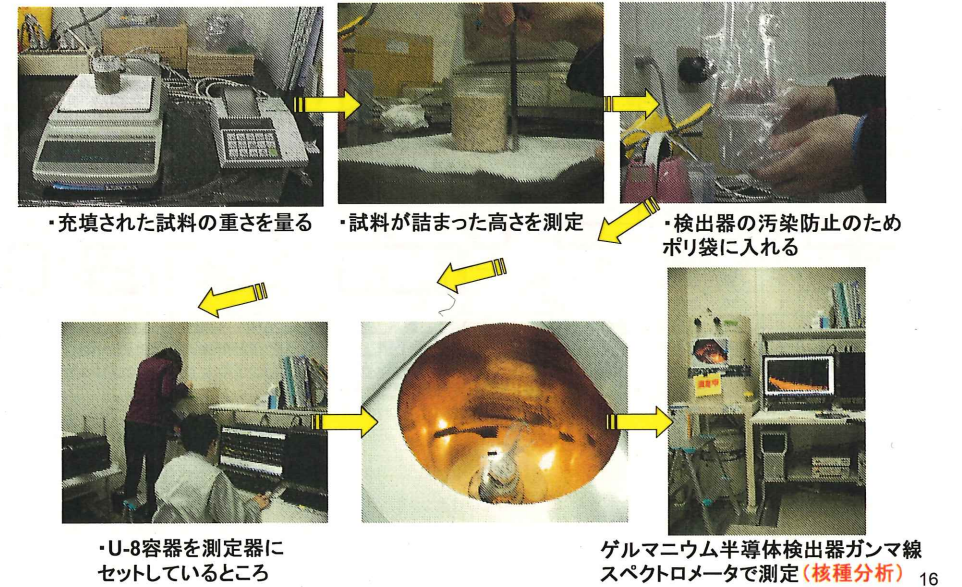 ・充填された試料の重さを量る
・試料が詰まった高さを測定
・検出器の汚染防止のため
ポリ袋に入れる
・U-8容器を測定器に
セットしているところ
ゲルマニウム半導体検出器ガンマ線
スペクトロメータで測定(核種分析)
16